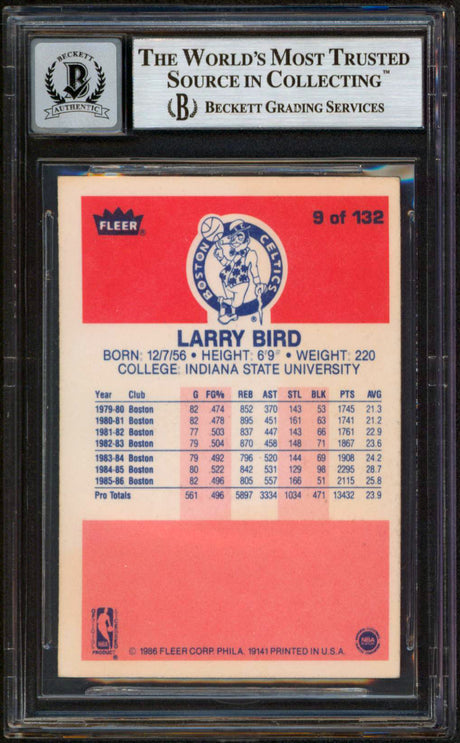 BECKETT
B
AUTHENTIC
THE WORLD'S MOST TRUSTED
SOURCE IN COLLECTING™
B BECKETT GRADING SERVICES
FLEER®
9 of 132
BOSTON CELTICS
®
LARRY BIRD
BORN: 12/7/56 • HEIGHT: 6'9" • WEIGHT: 220
COLLEGE: INDIANA STATE UNIVERSITY
Year Club G FG% REB AST STL BLK PTS AVG
1979-80 Boston 82 .474 852 370 143 53 1745 21.3
1980-81 Boston 82 .478 895 451 161 63 1741 21.2
1981-82 Boston 77 .503 837 447 143 66 1761 22.9
1982-83 Boston 79 .504 870 458 148 71 1867 23.6
1983-84 Boston 79 .492 796 520 144 69 1908 24.2
1984-85 Boston 80 .522 842 531 129 98 2295 28.7
1985-86 Boston 82 .496 805 557 166 51 2115 25.8
Pro Totals 561 .496 5897 3334 1034 471 13432 23.9
NBA
PRODUCT
© 1986 FLEER CORP. PHILA. 19141 PRINTED IN U.S.A.
NBA